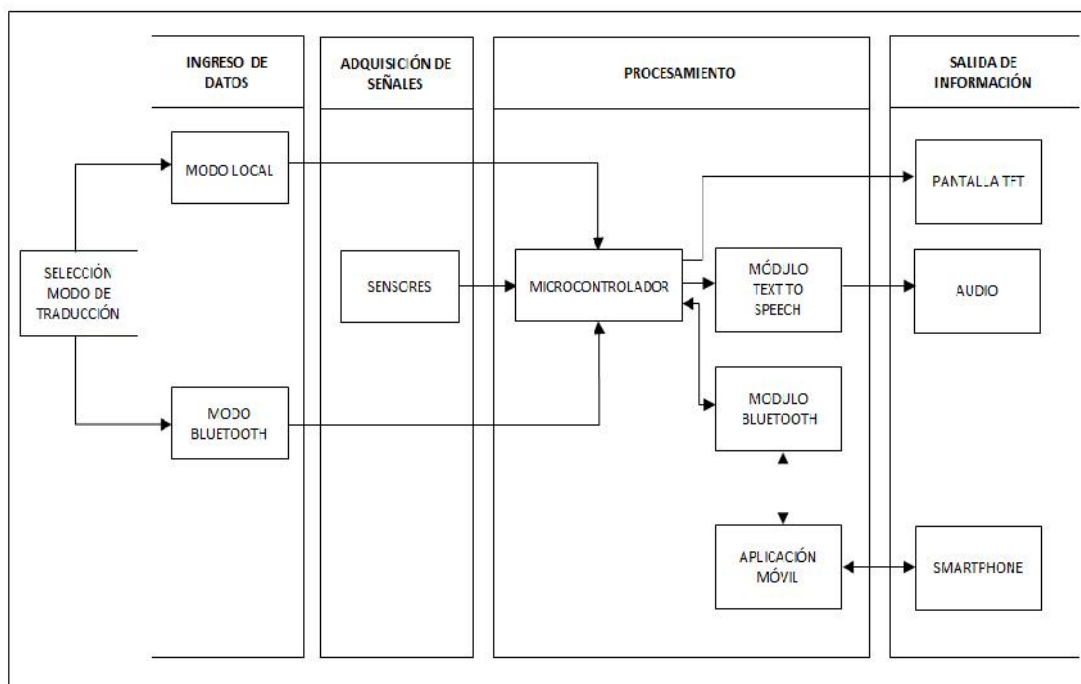 INGRESO DE
DATOS
ADQUISICIÓN DE
SEÑALES
PROCESAMIENTO
SALIDA DE
INFORMACIÓN
MODO LOCAL
PANTALLA TFT
SELECCIÓN
MODO DE
TRADUCCIÓN
SENSORES
MICROCONTROLADOR
MÓDULO
TEXT TO
SPEECH
AUDIO
MODO
BLUETOOTH
MODULO
BLUETOOTH
APLICACIÓN
MÓVIL
SMARTPHONE